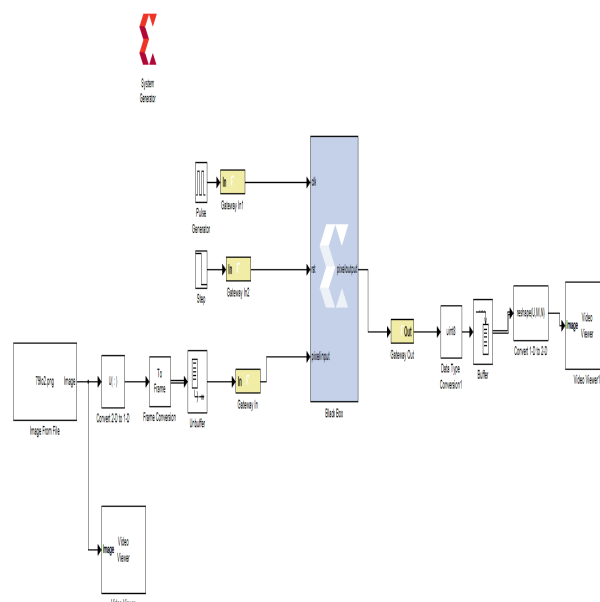 System
Generator
In
Gateway In1
Pulse
Generator
clk
In
Gateway In2
Step
rst
pixeloutput
pixelinput
Black Box
Out
Gateway Out
uint8
Data Type
Conversion1
Buffer
reshape(U,M,N)
Convert 1-D to 2-D
Image
Video
Viewer
Video Viewer1
Image
Image From File
U( : )
Convert 2-D to 1-D
To
Frame
Frame Conversion
Unbuffer
In
Gateway In
Image
Video
Viewer